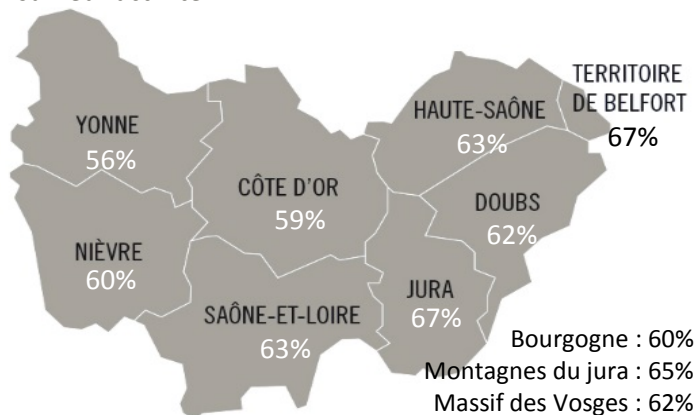 TERRITOIRE
DE BELFORT
67%
HAUTE-SAÔNE
63%
YONNE
56%
CÔTE D'OR
59%
DOUBS
62%
NIÈVRE
60%
JURA
67%
SAÔNE-ET-LOIRE
63%
Bourgogne : 60%
Montagnes du jura : 65%
Massif des Vosges : 62%